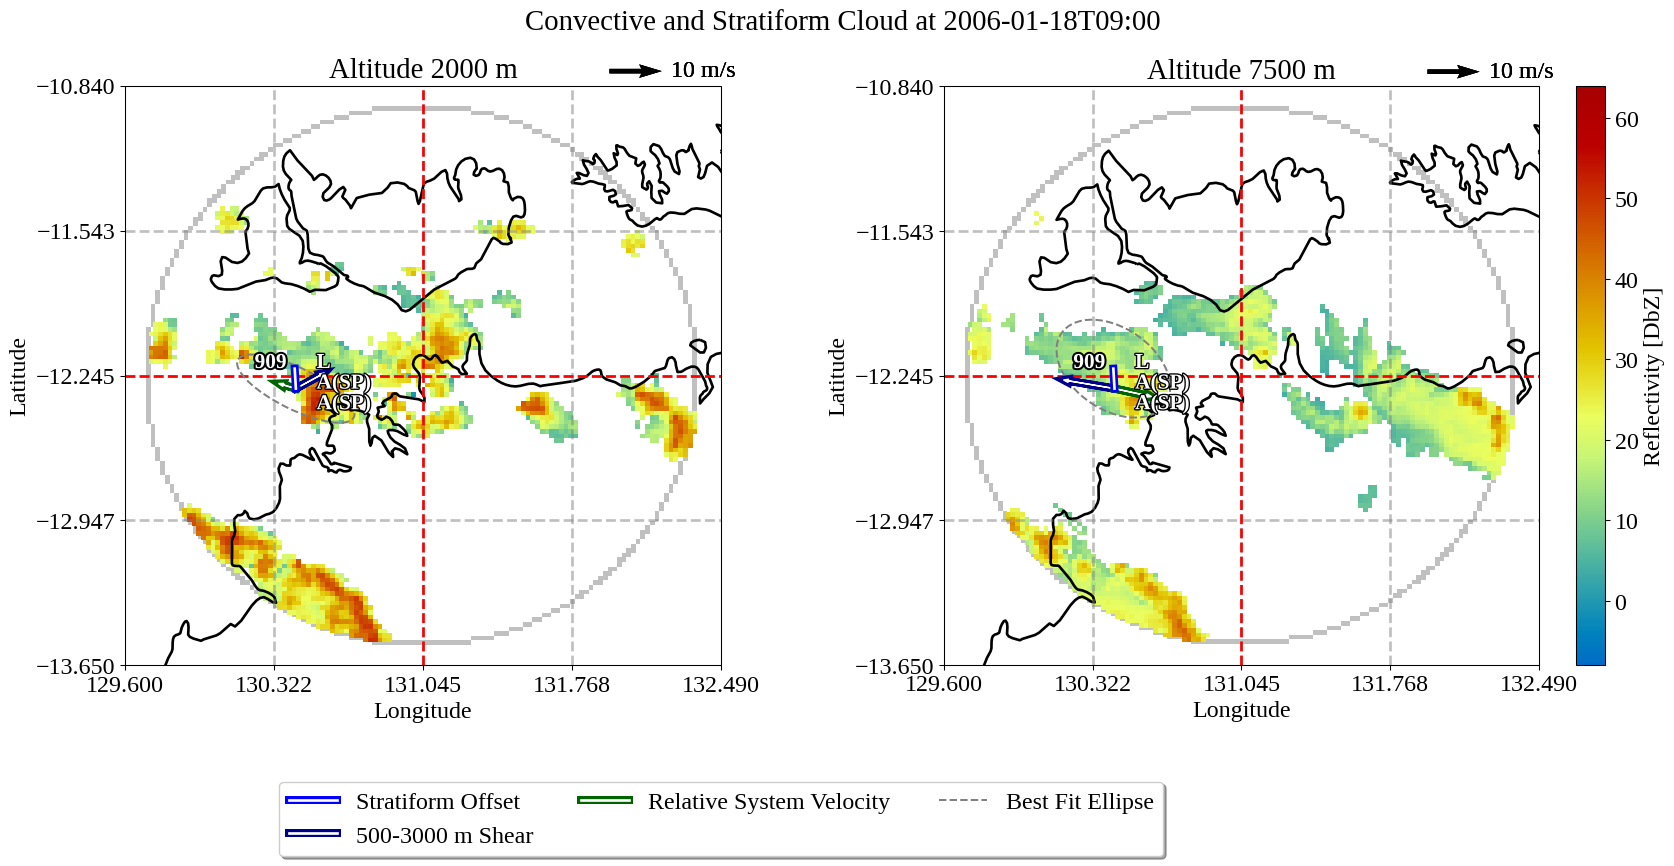 Convective and Stratiform Cloud at 2006-01-18T09:00
Altitude 2000 m
10 m/s
−10.840
−11.543
−12.245
−12.947
−13.650
Latitude
909
L
A(SP)
A(SP)
129.600
130.322
131.045
131.768
132.490
Longitude
Altitude 7500 m
10 m/s
−10.840
−11.543
−12.245
−12.947
−13.650
Latitude
909
L
A(SP)
A(SP)
129.600
130.322
131.045
131.768
132.490
Longitude
60
50
40
30
20
10
0
Reflectivity [DbZ]
Stratiform Offset
Relative System Velocity
Best Fit Ellipse
500-3000 m Shear